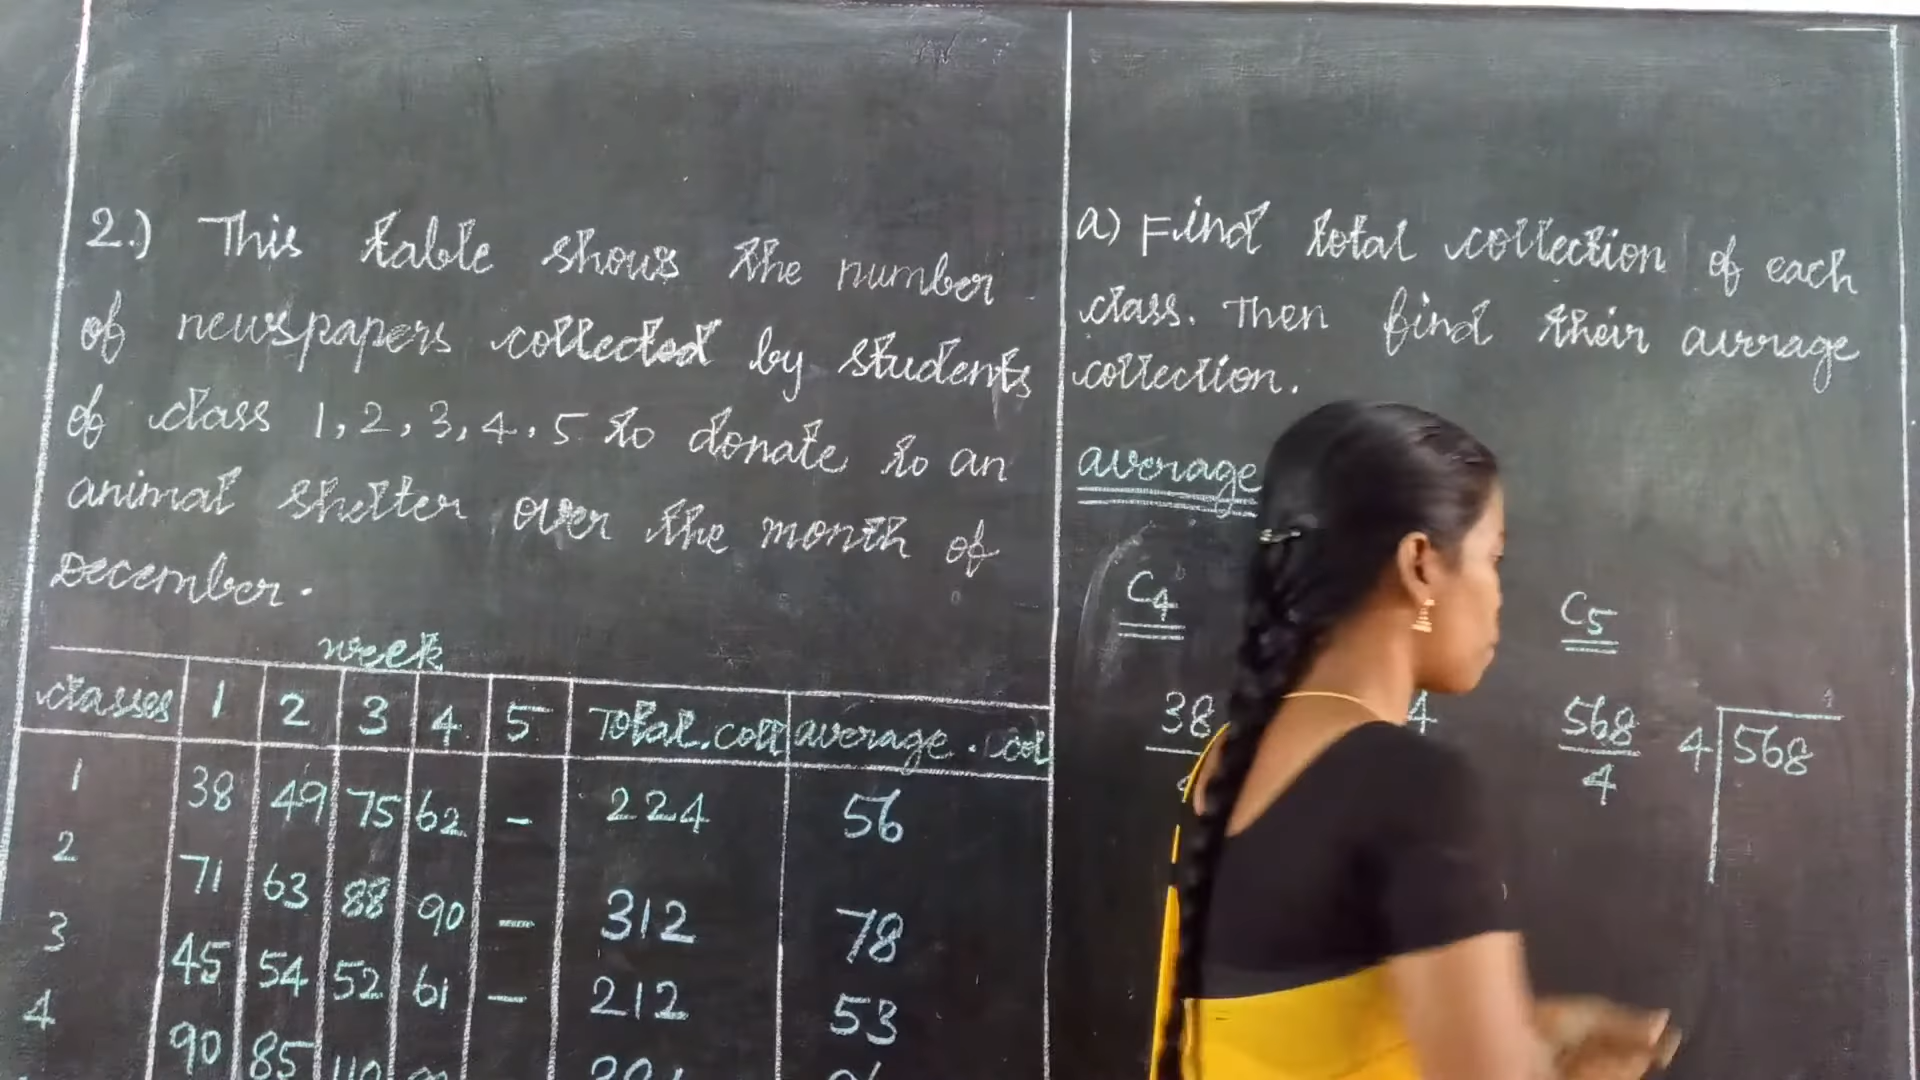 2.) This table shows the number
of newspapers collected by students
of class 1, 2, 3, 4, 5 to donate to an
animal shelter over the month of
December.
week
classes 1 2 3 4 5 Total.coll average.col
1 38 49 75 62 - 224 56
2 71 63 88 90 - 312 78
3 45 54 52 61 - 212 53
4 90 85 110
a) Find total collection of each
class. Then find their average
collection.
average
C4
38
4
C5
568
4
4 568
1